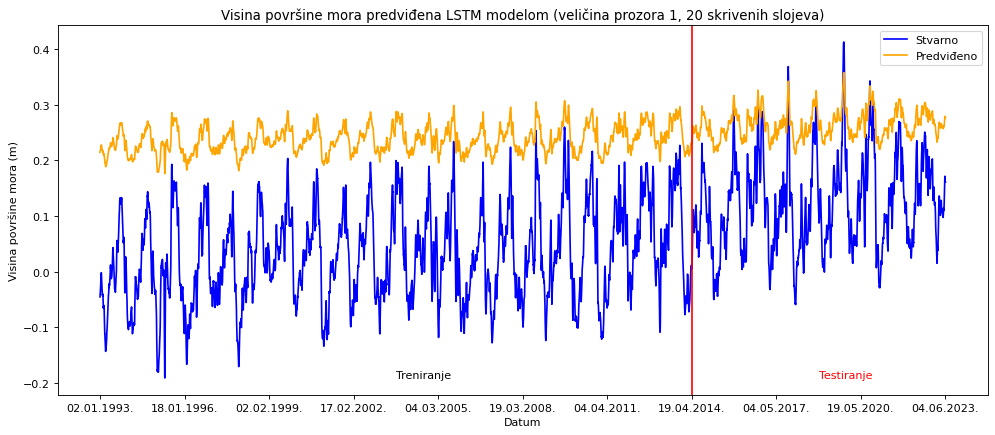 Visina površine mora predviđena LSTM modelom (veličina prozora 1, 20 skrivenih slojeva)
Stvarno
Predviđeno
Visina površine mora (m)
0.4
0.3
0.2
0.1
0.0
−0.1
−0.2
Treniranje
Testiranje
02.01.1993.
18.01.1996.
02.02.1999.
17.02.2002.
04.03.2005.
19.03.2008.
04.04.2011.
19.04.2014.
04.05.2017.
19.05.2020.
04.06.2023.
Datum